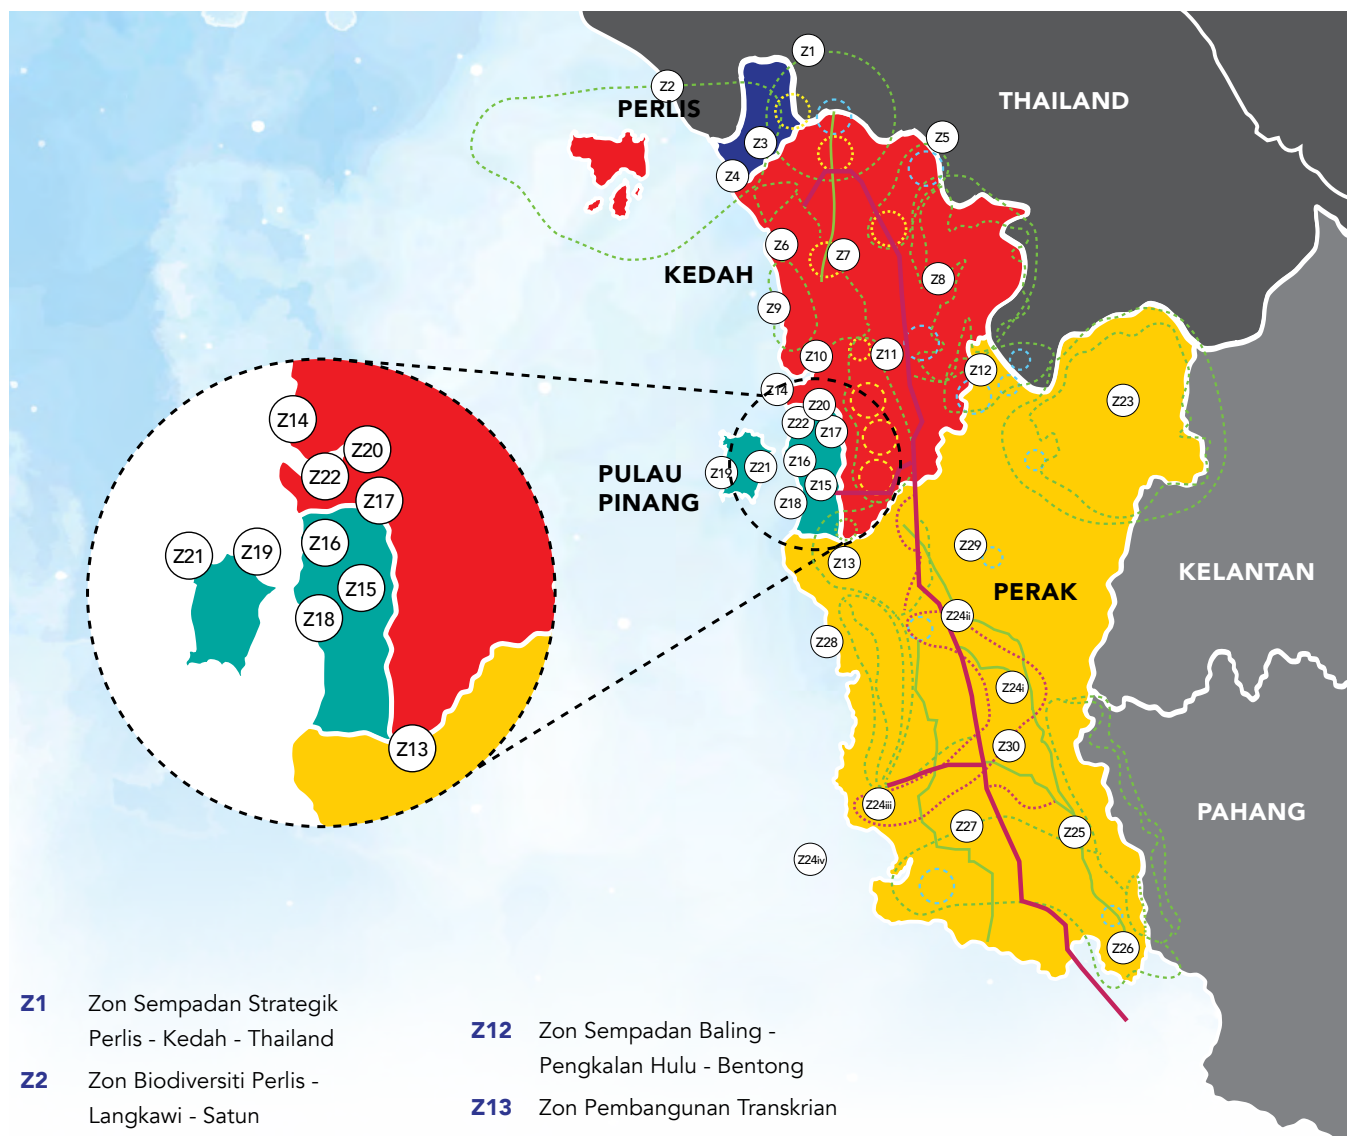 Z1
THAILAND
Z2
PERLIS
Z5
Z3
Z4
Z6
Z7
KEDAH
Z8
Z9
Z10
Z11
Z12
Z14
Z20
Z23
Z22
Z17
Z14
Z20
Z22
Z17
PULAU
PINANG
Z19
Z21
Z16
Z15
Z18
Z21
Z19
Z16
Z15
Z18
Z13
Z13
Z29
KELANTAN
PERAK
Z24ii
Z28
Z24i
Z30
Z24iii
Z27
Z25
PAHANG
Z24iv
Z26
Z1 Zon Sempadan Strategik
Perlis - Kedah - Thailand
Z2 Zon Biodiversiti Perlis -
Langkawi - Satun
Z12 Zon Sempadan Baling -
Pengkalan Hulu - Bentong
Z13 Zon Pembangunan Transkrian